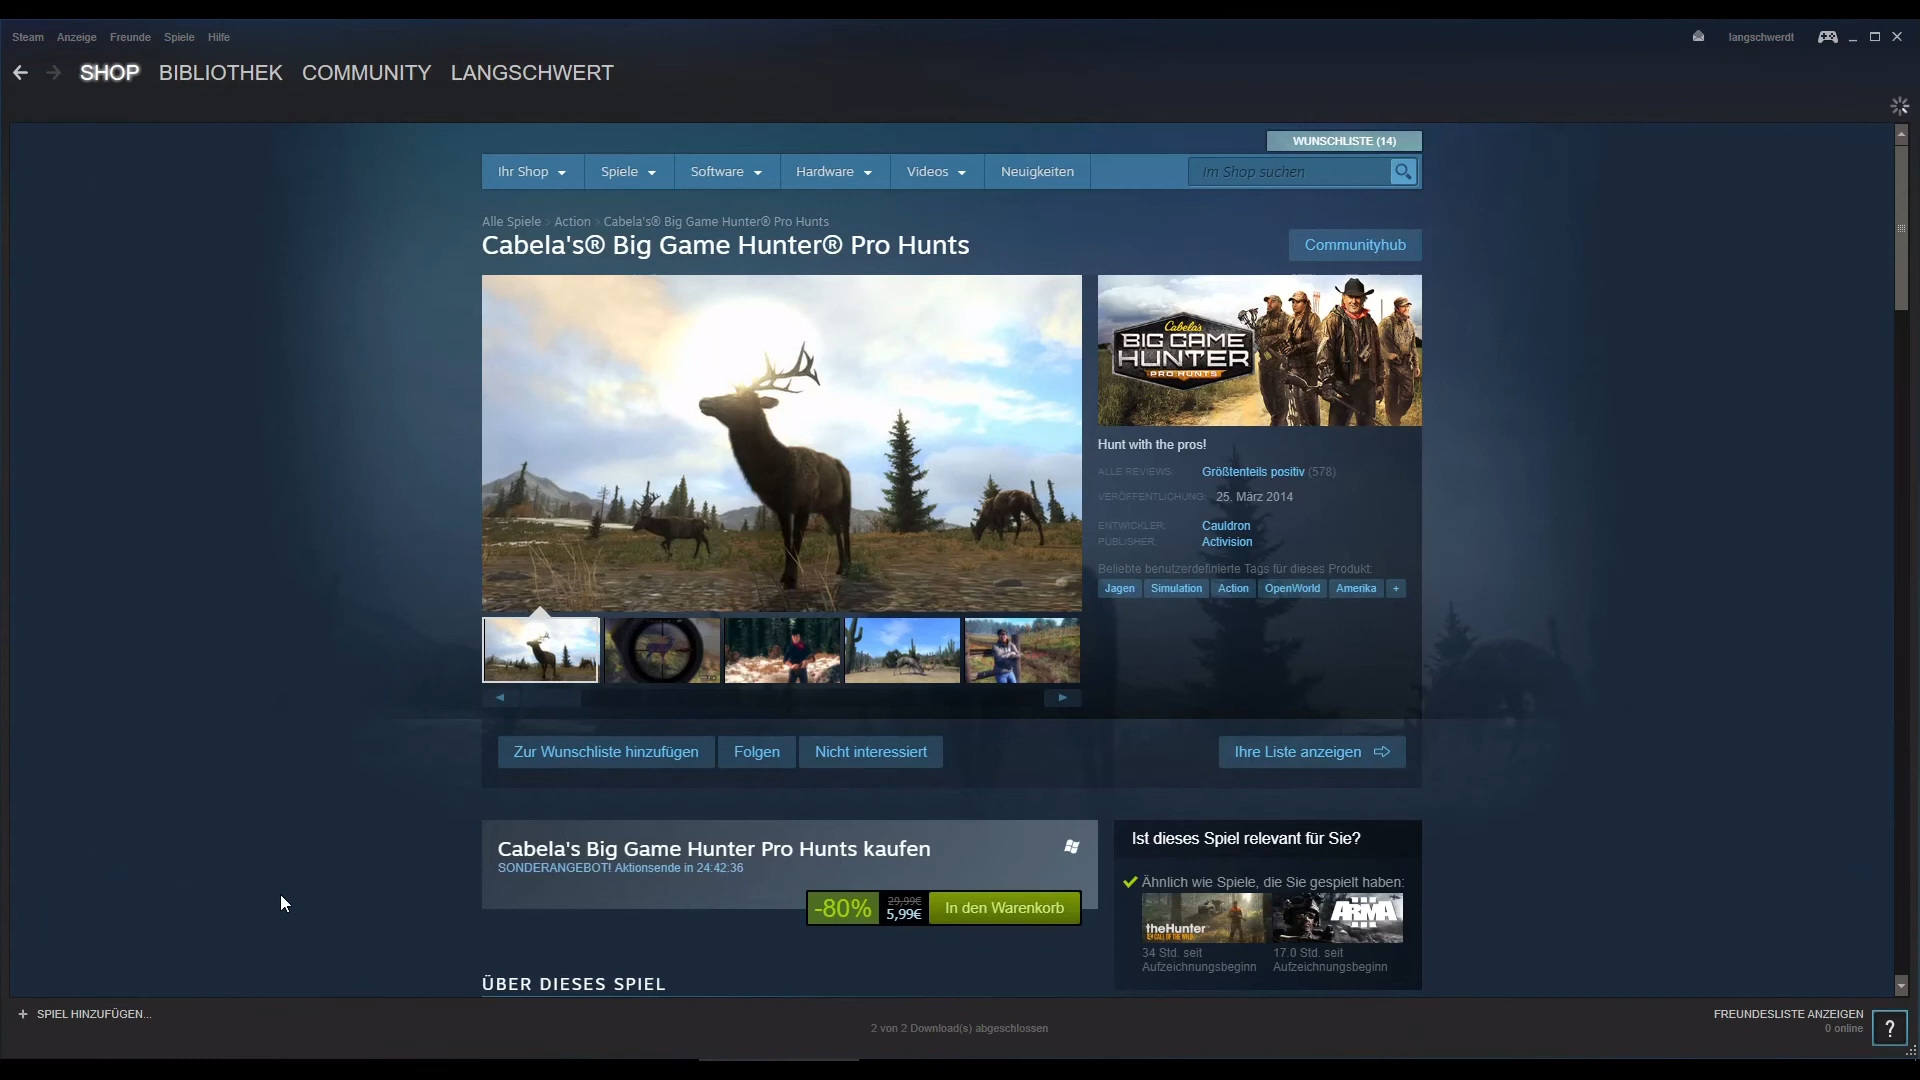 Steam Anzeige Freunde Spiele Hilfe
langschwerdt
SHOP BIBLIOTHEK COMMUNITY LANGSCHWERT
WUNSCHLISTE (14)
Ihr Shop Spiele Software Hardware Videos Neuigkeiten
Im Shop suchen
Alle Spiele > Action > Cabela's® Big Game Hunter® Pro Hunts
Cabela's® Big Game Hunter® Pro Hunts
Communityhub
Cabela's
BIG GAME
HUNTER
PRO HUNTS
Hunt with the pros!
ALLE REVIEWS: Größtenteils positiv (578)
VERÖFFENTLICHUNG: 25. März 2014
ENTWICKLER: Cauldron
PUBLISHER: Activision
Beliebte benutzerdefinierte Tags für dieses Produkt:
Jagen Simulation Action OpenWorld Amerika +
Zur Wunschliste hinzufügen Folgen Nicht interessiert Ihre Liste anzeigen
Cabela's Big Game Hunter Pro Hunts kaufen
SONDERANGEBOT! Aktionsende in 24:42:36
-80% 29,99€ 5,99€ In den Warenkorb
Ist dieses Spiel relevant für Sie?
Ähnlich wie Spiele, die Sie gespielt haben:
theHunter
CALL OF THE WILD
ARMA III
34 Std. seit Aufzeichnungsbeginn
17.0 Std. seit Aufzeichnungsbeginn
ÜBER DIESES SPIEL
+ SPIEL HINZUFÜGEN...
2 von 2 Download(s) abgeschlossen
FREUNDESLISTE ANZEIGEN
0 online
?